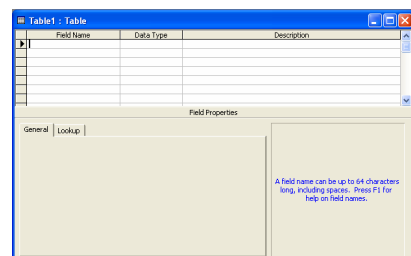 Table1 : Table
Field Name Data Type Description
Field Properties
General Lookup
A field name can be up to 64 characters
long, including spaces. Press F1 for
help on field names.